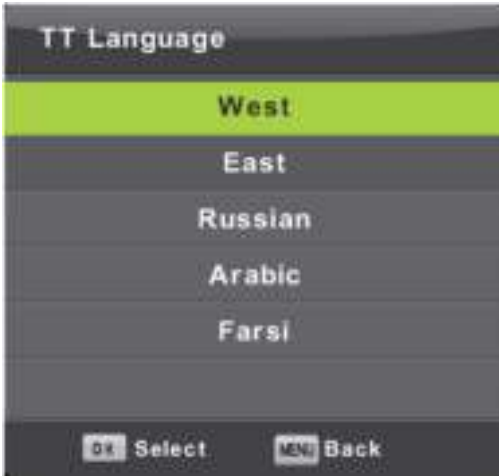 TT Language
West
East
Russian
Arabic
Farsi
OK Select MENU Back